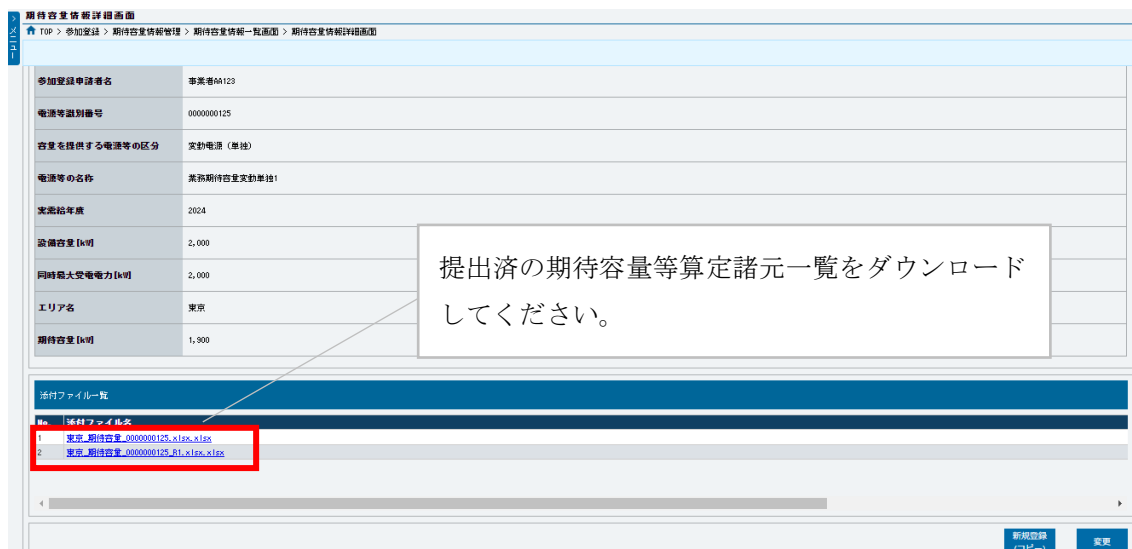 期待容量情報詳細画面
メニュー
TOP > 参加登録 > 期待容量情報管理 > 期待容量情報一覧画面 > 期待容量情報詳細画面
参加登録申請者名 事業者AA123
電源等識別番号 0000000125
容量を提供する電源等の区分 変動電源（単独）
電源等の名称 業務期待容量変動単独1
実需給年度 2024
設備容量[kW] 2,000
同時最大受電電力[kW] 2,000
エリア名 東京
期待容量[kW] 1,900
提出済の期待容量等算定諸元一覧をダウンロード
してください。
添付ファイル一覧
No. 添付ファイル名
1 東京_期待容量_0000000125.xlsx.xlsx
2 東京_期待容量_0000000125_R1.xlsx.xlsx
新規登録
(コピー)
変更